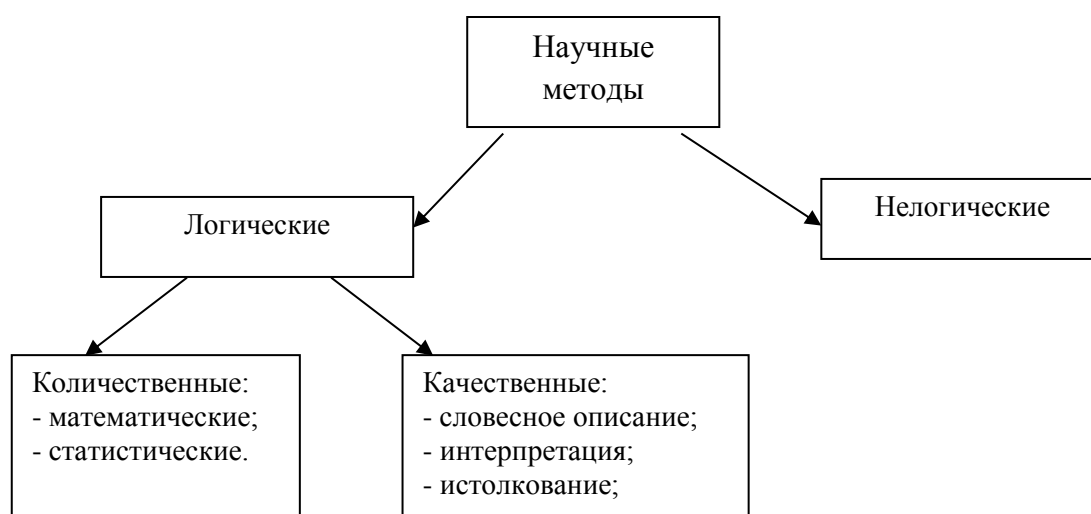 Научные
методы
Логические
Нелогические
Количественные:
- математические;
- статистические.
Качественные:
- словесное описание;
- интерпретация;
- истолкование;